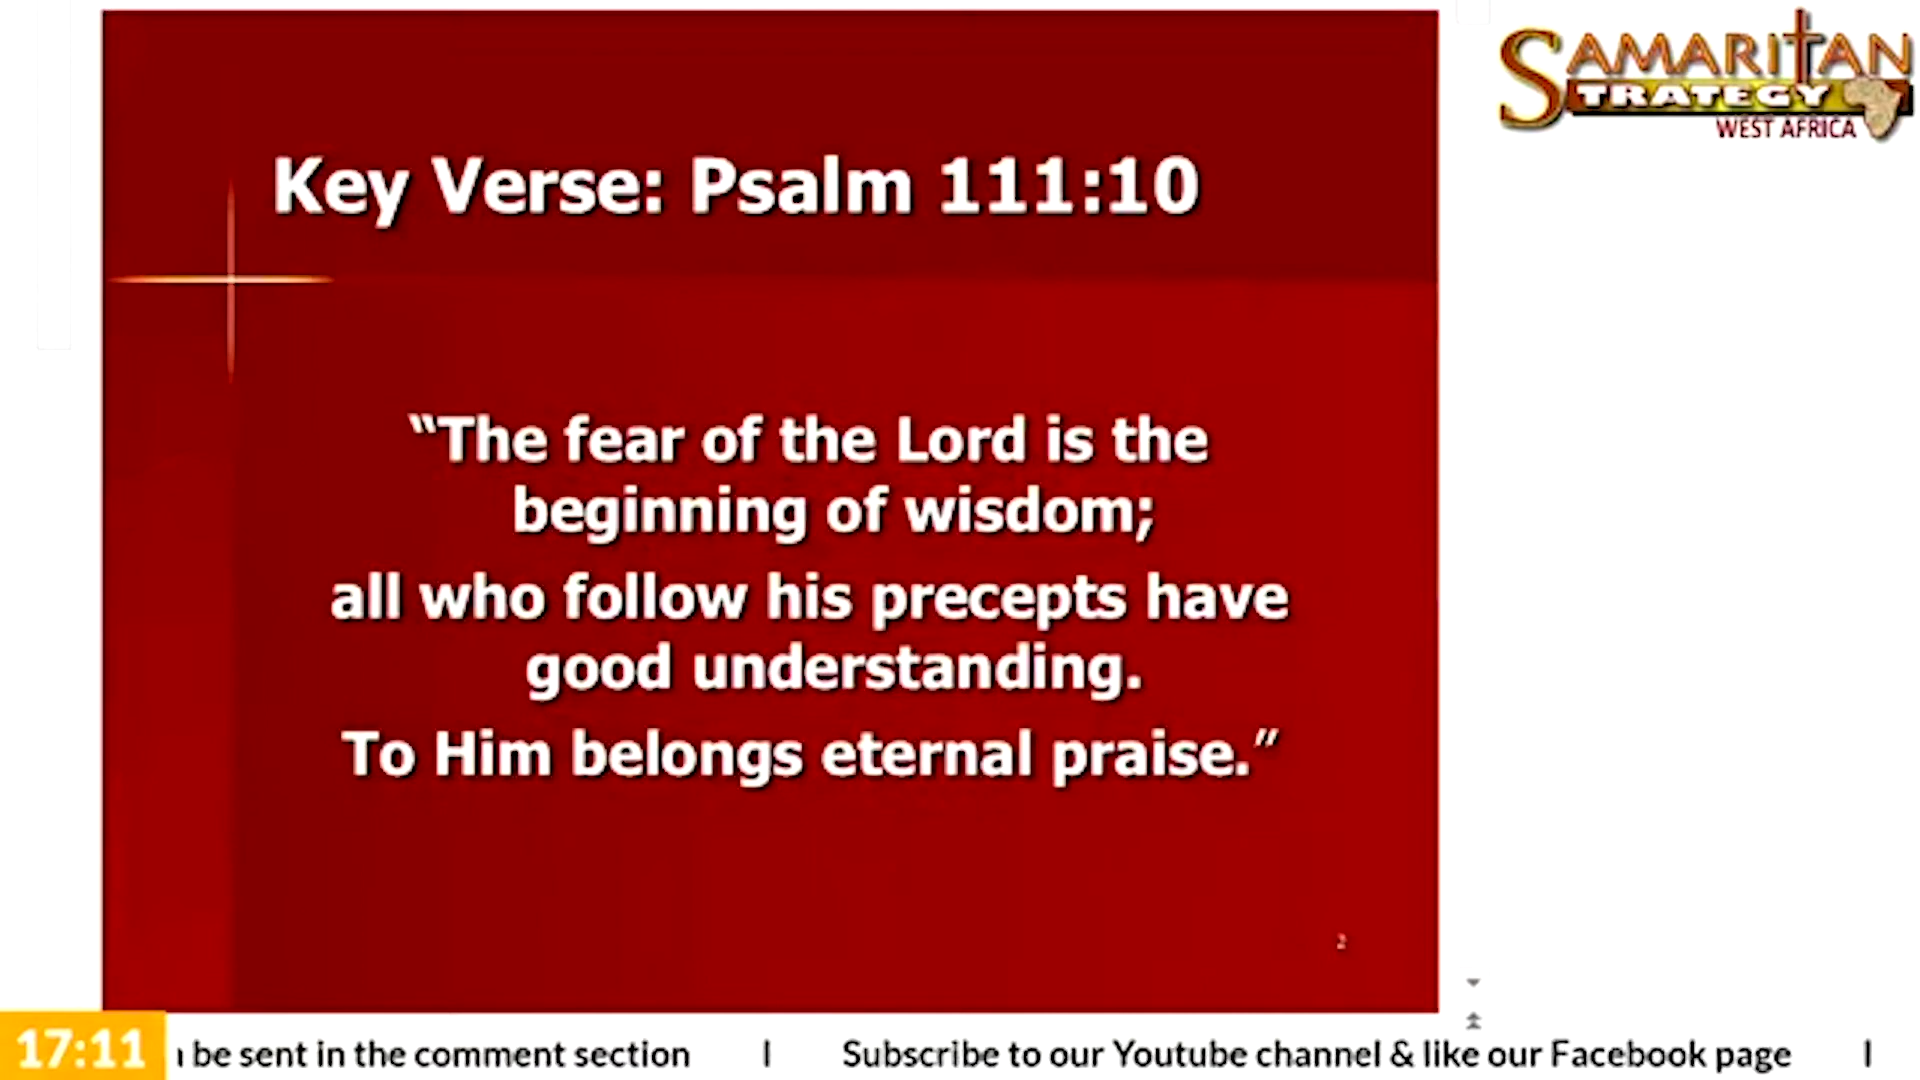 SAMARITAN
STRATEGY
WEST AFRICA
Key Verse: Psalm 111:10
“The fear of the Lord is the
beginning of wisdom;
all who follow his precepts have
good understanding.
To Him belongs eternal praise.”
2
17:11
be sent in the comment section | Subscribe to our Youtube channel & like our Facebook page |